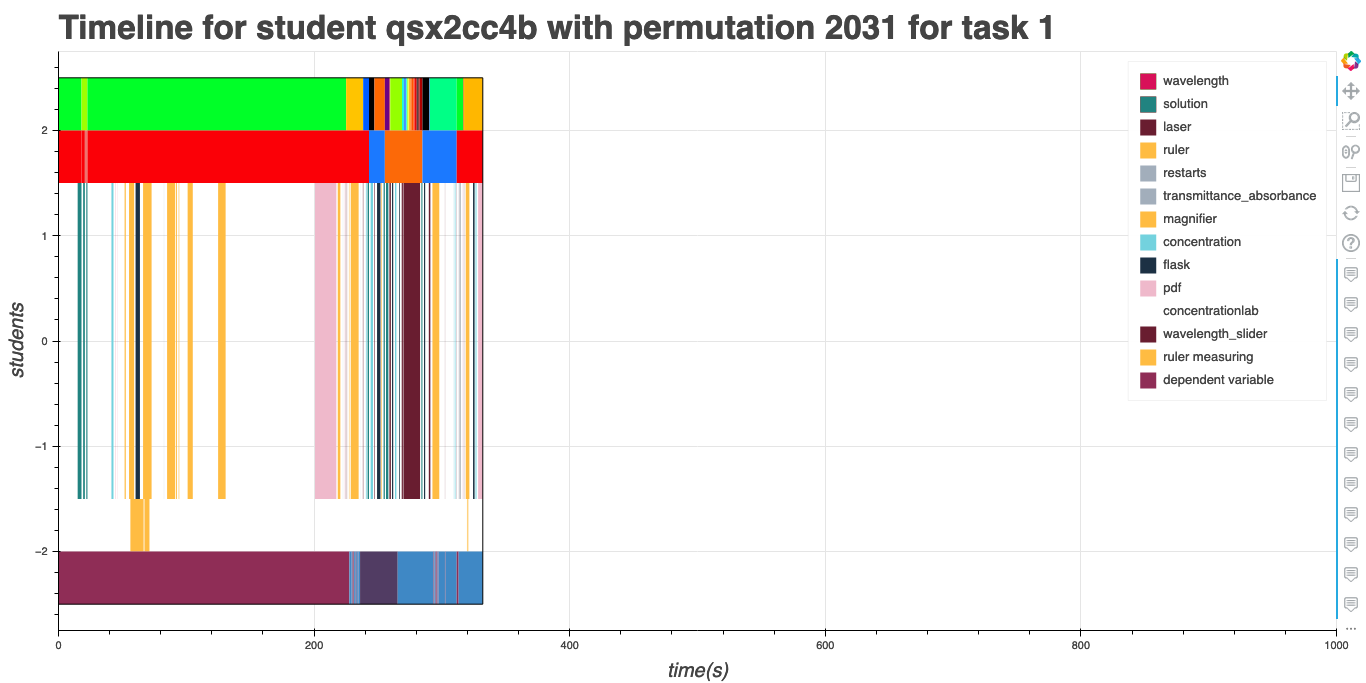 Timeline for student qsx2cc4b with permutation 2031 for task 1
wavelength
solution
laser
ruler
restarts
transmittance_absorbance
magnifier
concentration
flask
pdf
concentrationlab
wavelength_slider
ruler measuring
dependent variable
students
2
1
0
−1
−2
0
200
400
600
800
1000
time(s)